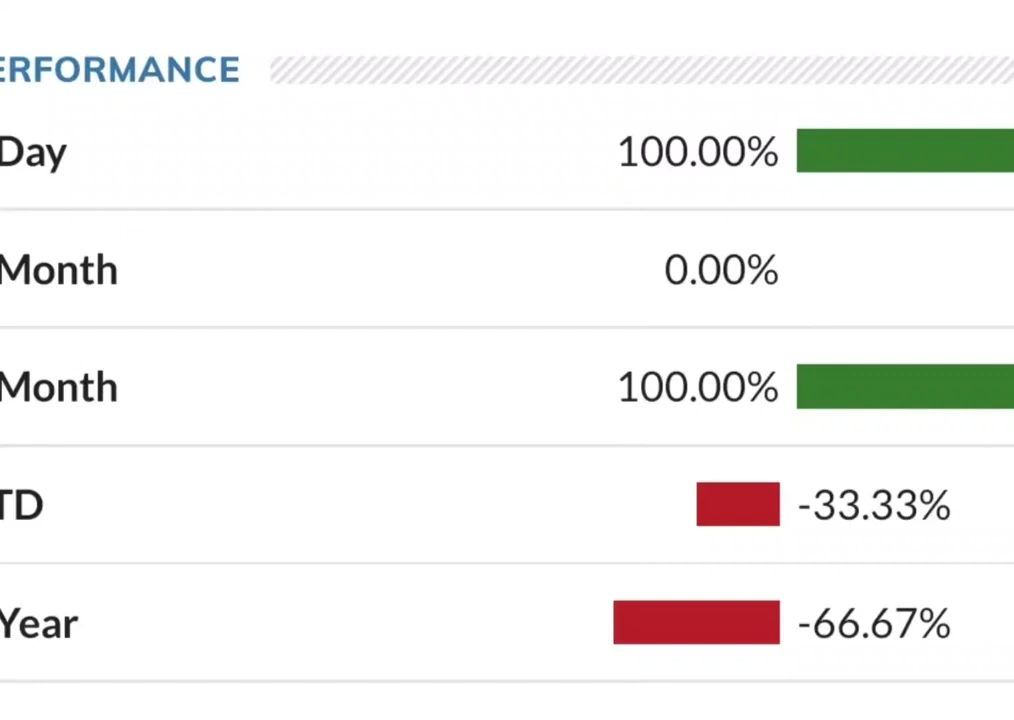 ERFORMANCE
Day 100.00%
Month 0.00%
Month 100.00%
TD -33.33%
Year -66.67%